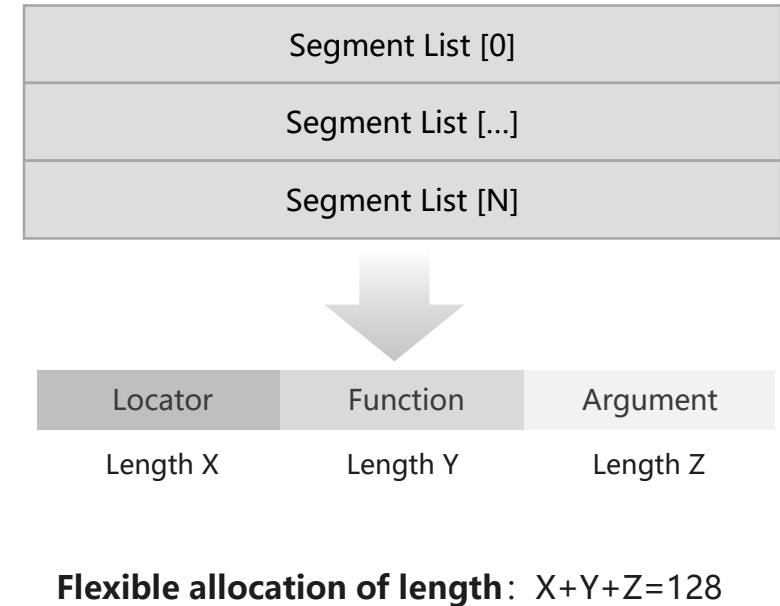 Segment List [0]
Segment List [...]
Segment List [N]
Locator Function Argument
Length X Length Y Length Z
Flexible allocation of length：X+Y+Z=128